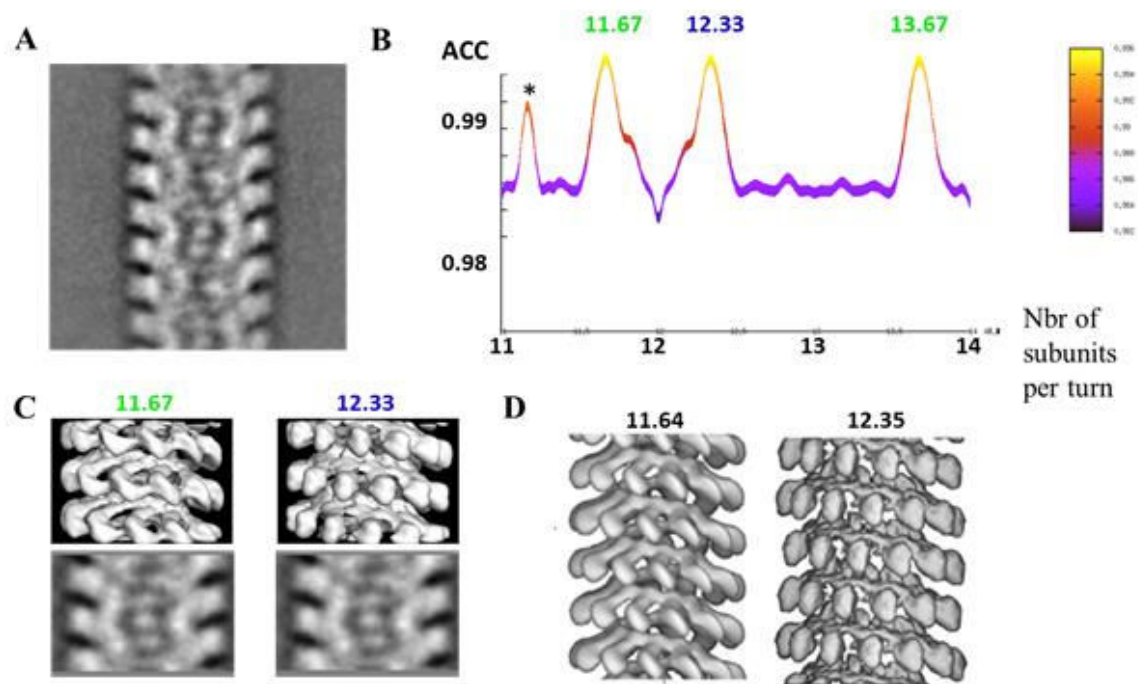 A
B
11.67 12.33 13.67
ACC
*
0.99
0.98
11 12 13 14
Nbr of
subunits
per turn
C
11.67 12.33
D
11.64 12.35